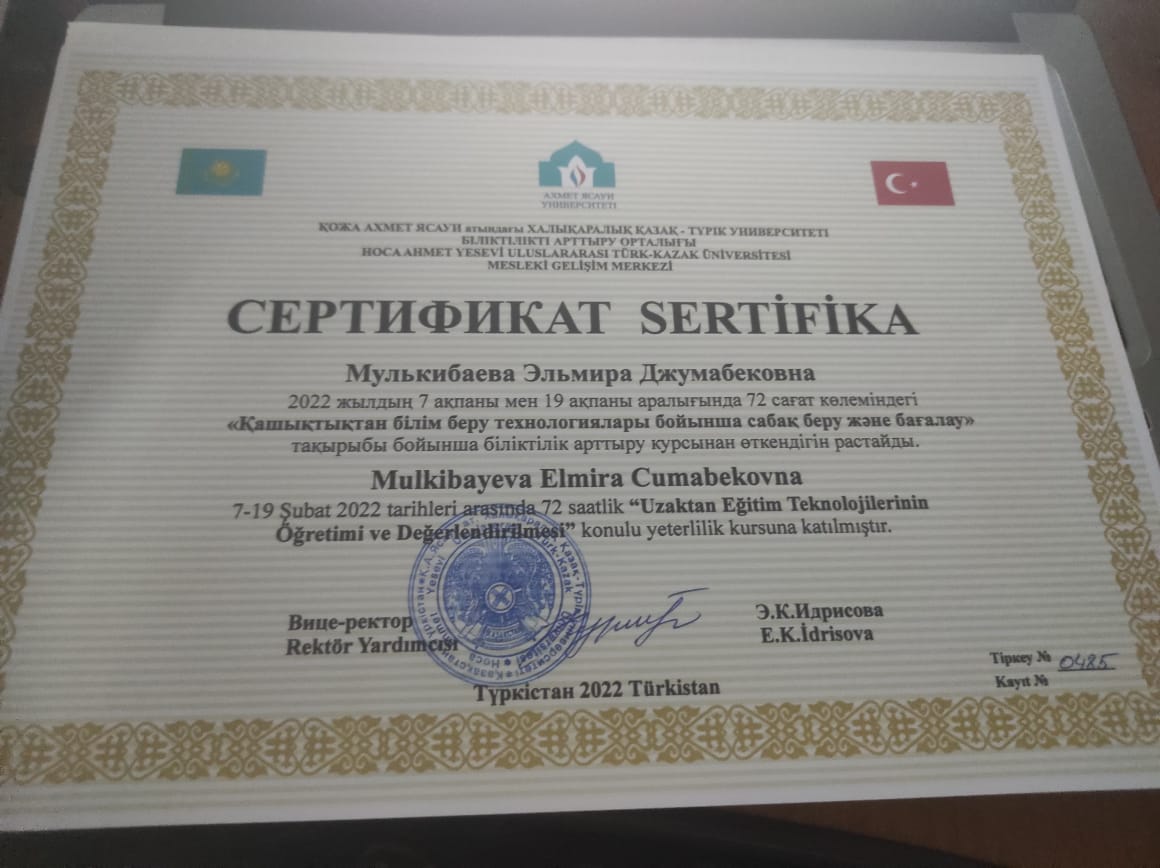 АХМЕТ ЯСАУИ
УНИВЕРСИТЕТІ
ҚОЖА АХМЕТ ЯСАУИ атындағы ХАЛЫҚАРАЛЫҚ ҚАЗАҚ - ТҮРІК УНИВЕРСИТЕТІ
БІЛІКТІЛІКТІ АРТТЫРУ ОРТАЛЫҒЫ
HOCA AHMET YESEVİ ULUSLARARASI TÜRK-KAZAK ÜNİVERSİTESİ
MESLEKİ GELİŞİM MERKEZİ
СЕРТИФИКАТ SERTİFİKA
Мулькибаева Эльмира Джумабековна
2022 жылдың 7 ақпаны мен 19 ақпаны аралығында 72 сағат көлеміндегі
«Қашықтықтан білім беру технологиялары бойынша сабақ беру және бағалау»
тақырыбы бойынша біліктілік арттыру курсынан өткендігін растайды.
Mulkibayeva Elmira Cumabekovna
7-19 Şubat 2022 tarihleri arasında 72 saatlik “Uzaktan Eğitim Teknolojilerinin
Öğretimi ve Değerlendirilmesi” konulu yeterlilik kursuna katılmıştır.
Вице-ректор Э.К.Идрисова
Rektör Yardımcısı E.K.İdrisova
Тіркеу № 0485
Kayıt №
Түркістан 2022 Türkistan